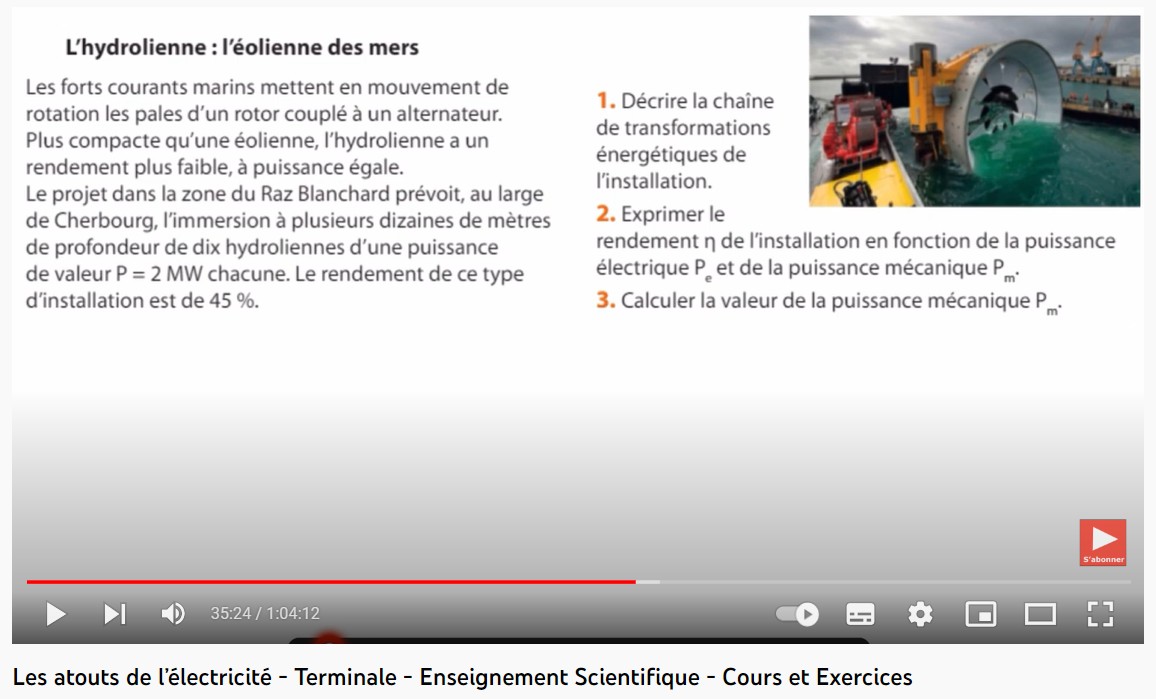 L'hydrolienne : l'éolienne des mers
Les forts courants marins mettent en mouvement de
rotation les pales d'un rotor couplé à un alternateur.
Plus compacte qu'une éolienne, l'hydrolienne a un
rendement plus faible, à puissance égale.
Le projet dans la zone du Raz Blanchard prévoit, au large
de Cherbourg, l'immersion à plusieurs dizaines de mètres
de profondeur de dix hydroliennes d'une puissance
de valeur P = 2 MW chacune. Le rendement de ce type
d'installation est de 45 %.
1. Décrire la chaîne
de transformations
énergétiques de
l'installation.
2. Exprimer le
rendement η de l'installation en fonction de la puissance
électrique Pe et de la puissance mécanique Pm.
3. Calculer la valeur de la puissance mécanique Pm.
S'abonner
35:24 / 1:04:12
Les atouts de l'électricité - Terminale - Enseignement Scientifique - Cours et Exercices